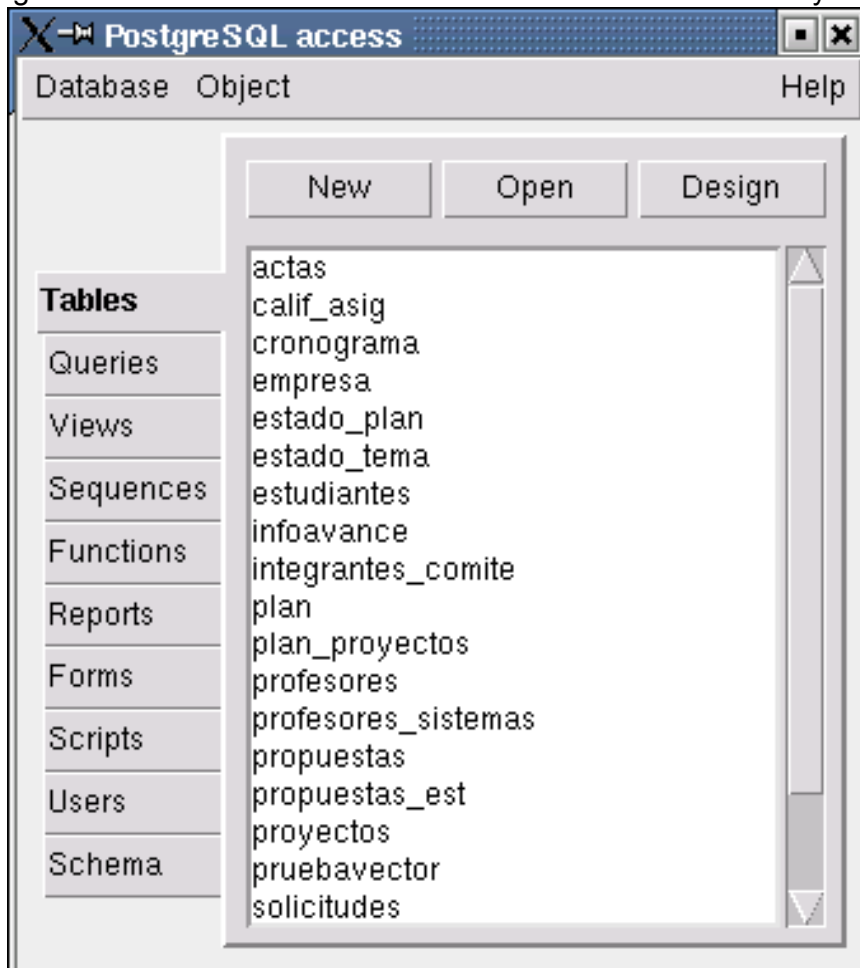 PostgreSQL access
Database Object Help
New Open Design
Tables
Queries
Views
Sequences
Functions
Reports
Forms
Scripts
Users
Schema
actas
calif_asig
cronograma
empresa
estado_plan
estado_tema
estudiantes
infoavance
integrantes_comite
plan
plan_proyectos
profesores
profesores_sistemas
propuestas
propuestas_est
proyectos
pruebavector
solicitudes